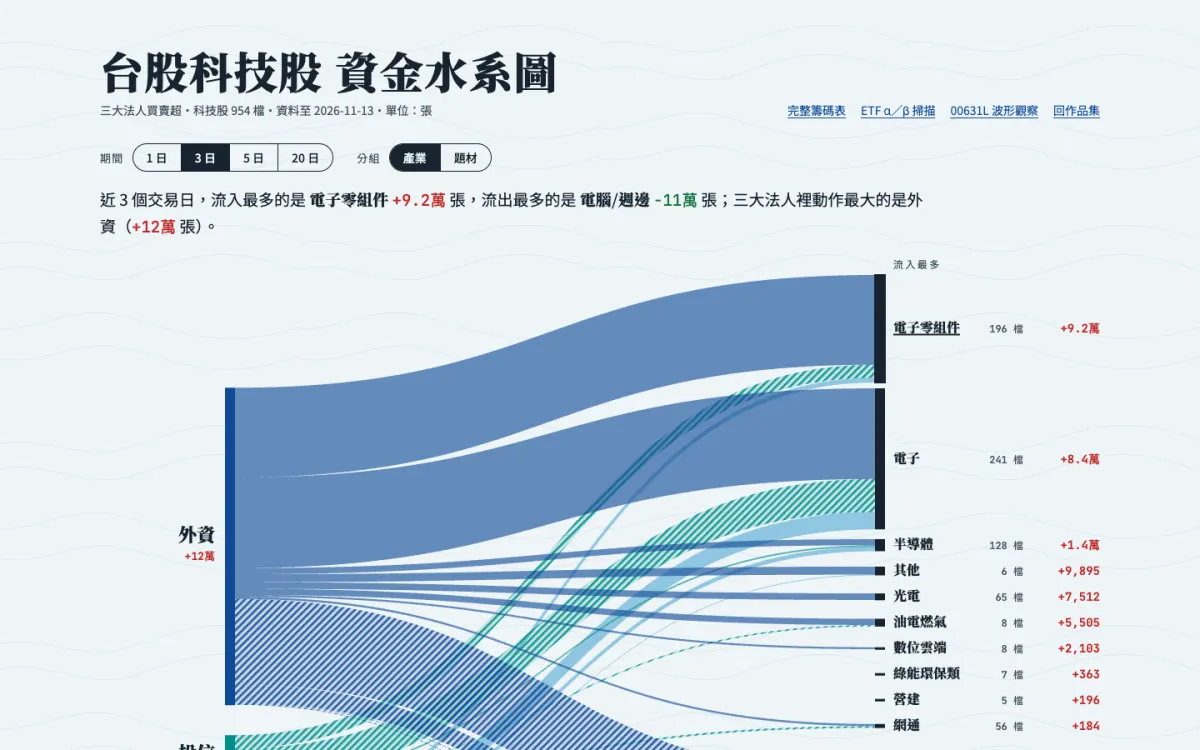 台股科技股 資金水系圖
三大法人買賣超・科技股 954 檔・資料至 2026-11-13・單位：張
完整籌碼表 ETF α／β 掃描 00631L 波形觀察 回作品集
期間 1 日 3 日 5 日 20 日 分組 產業 題材
近 3 個交易日，流入最多的是 電子零組件 +9.2萬 張，流出最多的是 電腦/週邊 -11萬 張；三大法人裡動作最大的是外
資（+12萬 張）。
流入最多
電子零組件 196 檔 +9.2萬
電子 241 檔 +8.4萬
外資
+12萬
半導體 128 檔 +1.4萬
其他 6 檔 +9,895
光電 65 檔 +7,512
油電燃氣 8 檔 +5,505
數位雲端 8 檔 +2,103
綠能環保類 7 檔 +363
營建 5 檔 +196
網通 56 檔 +184
投信